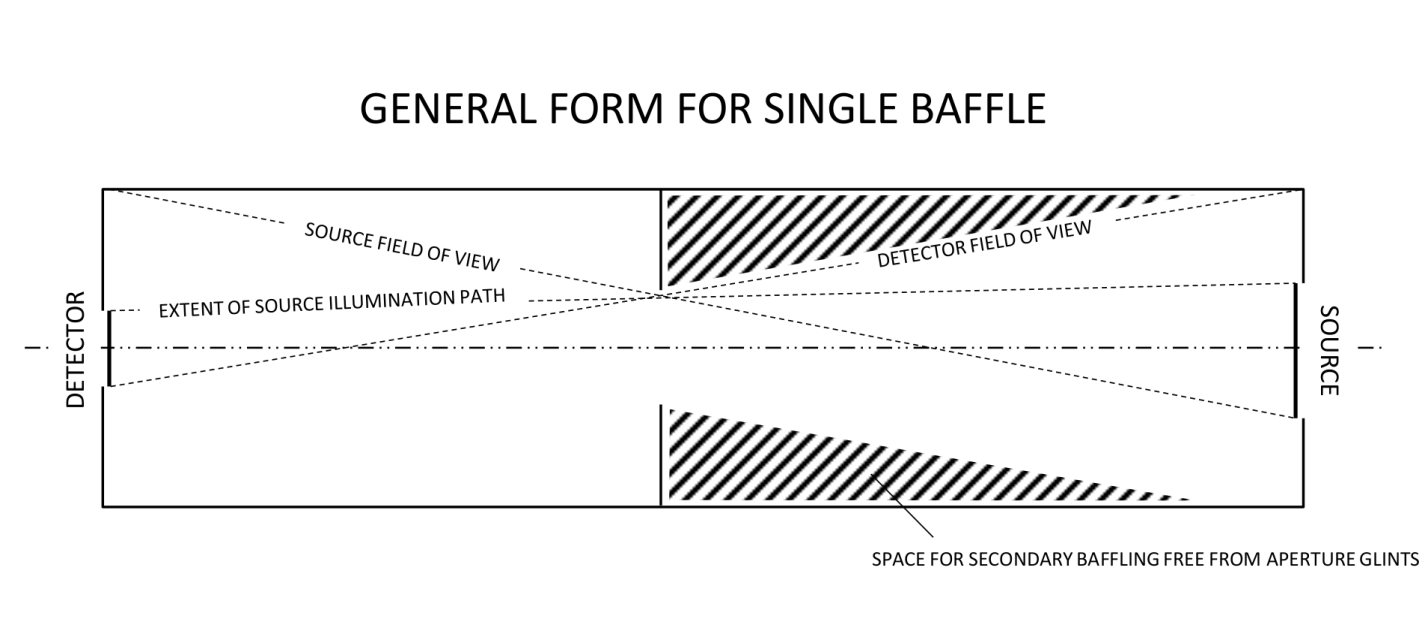 GENERAL FORM FOR SINGLE BAFFLE
SOURCE FIELD OF VIEW
DETECTOR FIELD OF VIEW
EXTENT OF SOURCE ILLUMINATION PATH
DETECTOR
SOURCE
SPACE FOR SECONDARY BAFFLING FREE FROM APERTURE GLINTS